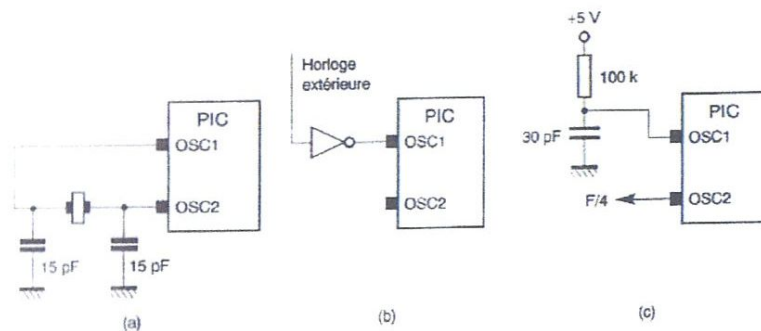 PIC
OSC1
OSC2
15 pF
15 pF
(a)
Horloge
extérieure
PIC
OSC1
OSC2
(b)
+5 V
100 k
30 pF
PIC
OSC1
F/4
OSC2
(c)